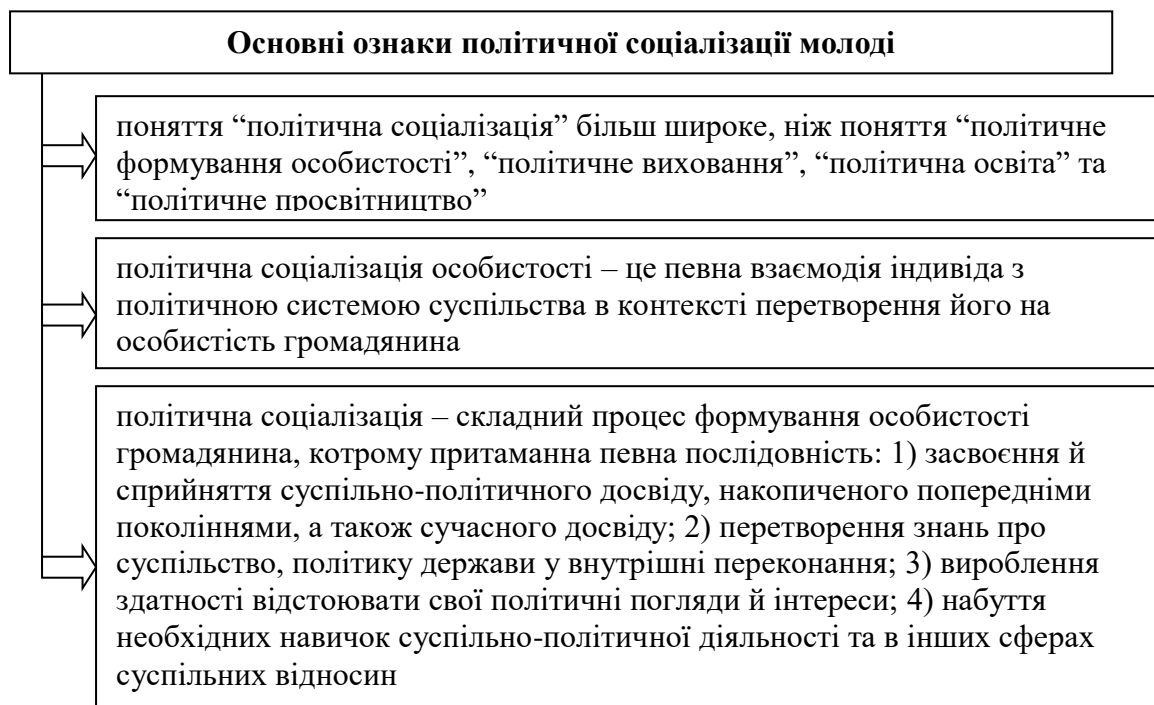 Основні ознаки політичної соціалізації молоді
поняття “політична соціалізація” більш широке, ніж поняття “політичне
формування особистості”, “політичне виховання”, “політична освіта” та
“політичне просвітництво”
політична соціалізація особистості – це певна взаємодія індивіда з
політичною системою суспільства в контексті перетворення його на
особистість громадянина
політична соціалізація – складний процес формування особистості
громадянина, котрому притаманна певна послідовність: 1) засвоєння й
сприйняття суспільно-політичного досвіду, накопиченого попередніми
поколіннями, а також сучасного досвіду; 2) перетворення знань про
суспільство, політику держави у внутрішні переконання; 3) вироблення
здатності відстоювати свої політичні погляди й інтереси; 4) набуття
необхідних навичок суспільно-політичної діяльності та в інших сферах
суспільних відносин